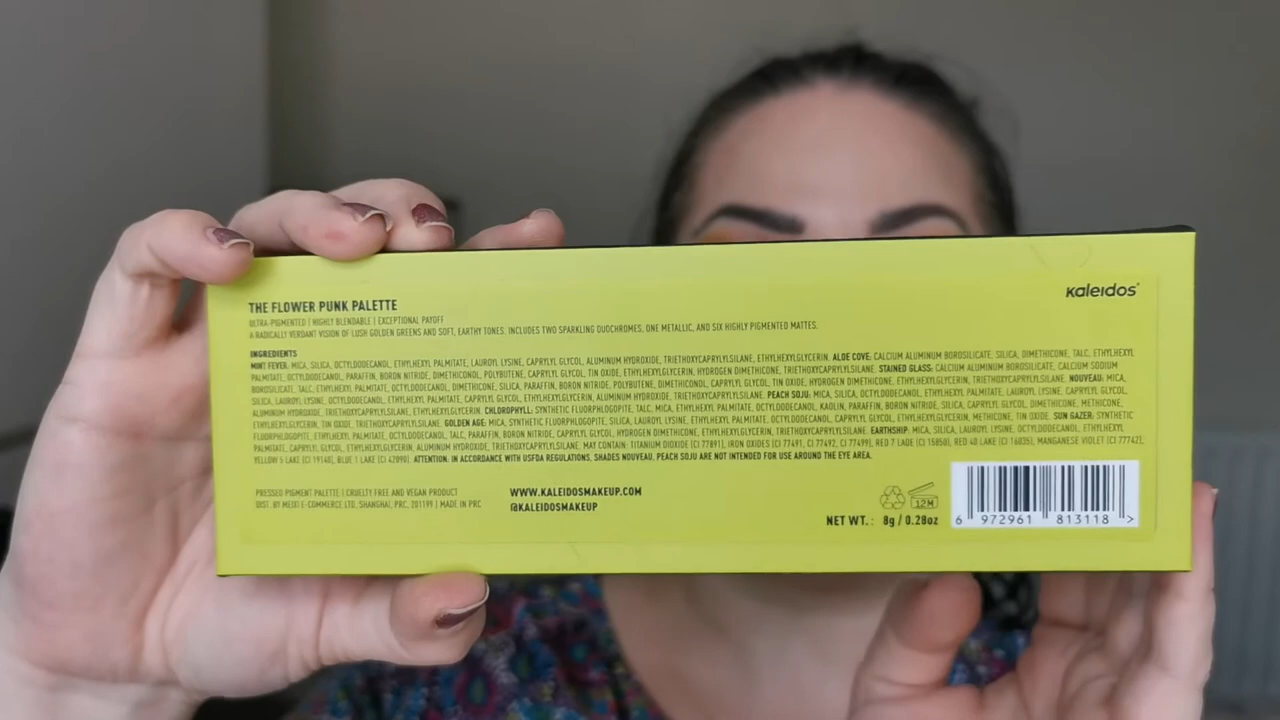 THE FLOWER PUNK PALETTE
kaleidos
ULTRA-PIGMENTED | HIGHLY BLENDABLE | EXCEPTIONAL PAYOFF
A RADICALLY VERDANT VISION OF LUSH GOLDEN GREENS AND SOFT, EARTHY TONES. INCLUDES TWO SPARKLING DUOCHROMES, ONE METALLIC, AND SIX HIGHLY PIGMENTED MATTES.
INGREDIENTS
MINT FEVER: MICA, SILICA, OCTYLDODECANOL, ETHYLHEXYL PALMITATE, LAUROYL LYSINE, CAPRYLYL GLYCOL, ALUMINUM HYDROXIDE, TRIETHOXYCAPRYLYLSILANE, ETHYLHEXYLGLYCERIN. ALOE COVE: CALCIUM ALUMINUM BOROSILICATE, SILICA, DIMETHICONE, TALC, ETHYLHEXYL
PALMITATE, OCTYLDODECANOL, PARAFFIN, BORON NITRIDE, DIMETHICONOL, POLYBUTENE, CAPRYLYL GLYCOL, TIN OXIDE, ETHYLHEXYLGLYCERIN, HYDROGEN DIMETHICONE, TRIETHOXYCAPRYLYLSILANE. STAINED GLASS: CALCIUM ALUMINUM BOROSILICATE, CALCIUM SODIUM
BOROSILICATE, TALC, ETHYLHEXYL PALMITATE, OCTYLDODECANOL, DIMETHICONE, SILICA, PARAFFIN, BORON NITRIDE, POLYBUTENE, DIMETHICONOL, CAPRYLYL GLYCOL, TIN OXIDE, HYDROGEN DIMETHICONE, ETHYLHEXYLGLYCERIN, TRIETHOXYCAPRYLYLSILANE. NOUVEAU: MICA,
SILICA, LAUROYL LYSINE, OCTYLDODECANOL, ETHYLHEXYL PALMITATE, CAPRYLYL GLYCOL, ETHYLHEXYLGLYCERIN, ALUMINUM HYDROXIDE, TRIETHOXYCAPRYLYLSILANE. PEACH SOJU: MICA, SILICA, OCTYLDODECANOL, ETHYLHEXYL PALMITATE, LAUROYL LYSINE, CAPRYLYL GLYCOL,
ALUMINUM HYDROXIDE, TRIETHOXYCAPRYLYLSILANE, ETHYLHEXYLGLYCERIN. CHLOROPHYLL: SYNTHETIC FLUORPHLOGOPITE, TALC, MICA, ETHYLHEXYL PALMITATE, OCTYLDODECANOL, KAOLIN, PARAFFIN, BORON NITRIDE, SILICA, CAPRYLYL GLYCOL, DIMETHICONE, METHICONE,
ETHYLHEXYLGLYCERIN, TIN OXIDE, TRIETHOXYCAPRYLYLSILANE. GOLDEN AGE: MICA, SYNTHETIC FLUORPHLOGOPITE, SILICA, LAUROYL LYSINE, ETHYLHEXYL PALMITATE, OCTYLDODECANOL, CAPRYLYL GLYCOL, ETHYLHEXYLGLYCERIN, METHICONE, TIN OXIDE. SUN GAZER: SYNTHETIC
FLUORPHLOGOPITE, ETHYLHEXYL PALMITATE, OCTYLDODECANOL, TALC, PARAFFIN, BORON NITRIDE, CAPRYLYL GLYCOL, HYDROGEN DIMETHICONE, ETHYLHEXYLGLYCERIN, TRIETHOXYCAPRYLYLSILANE. EARTHSHIP: MICA, SILICA, LAUROYL LYSINE, OCTYLDODECANOL, ETHYLHEXYL
PALMITATE, CAPRYLYL GLYCOL, ETHYLHEXYLGLYCERIN, ALUMINUM HYDROXIDE, TRIETHOXYCAPRYLYLSILANE. MAY CONTAIN: TITANIUM DIOXIDE (CI 77891), IRON OXIDES (CI 77491, CI 77492, CI 77499), RED 7 LAKE (CI 15850), RED 40 LAKE (CI 16035), MANGANESE VIOLET (CI 77742),
YELLOW 5 LAKE (CI 19140), BLUE 1 LAKE (CI 42090). ATTENTION: IN ACCORDANCE WITH USFDA REGULATIONS, SHADES NOUVEAU, PEACH SOJU ARE NOT INTENDED FOR USE AROUND THE EYE AREA.
PRESSED PIGMENT PALETTE | CRUELTY FREE AND VEGAN PRODUCT
DIST. BY MEIXI E-COMMERCE LTD, SHANGHAI, PRC, 201199 | MADE IN PRC
WWW.KALEIDOSMAKEUP.COM
@KALEIDOSMAKEUP
12M
NET WT.: 8g / 0.28oz
6 972961 813118 >